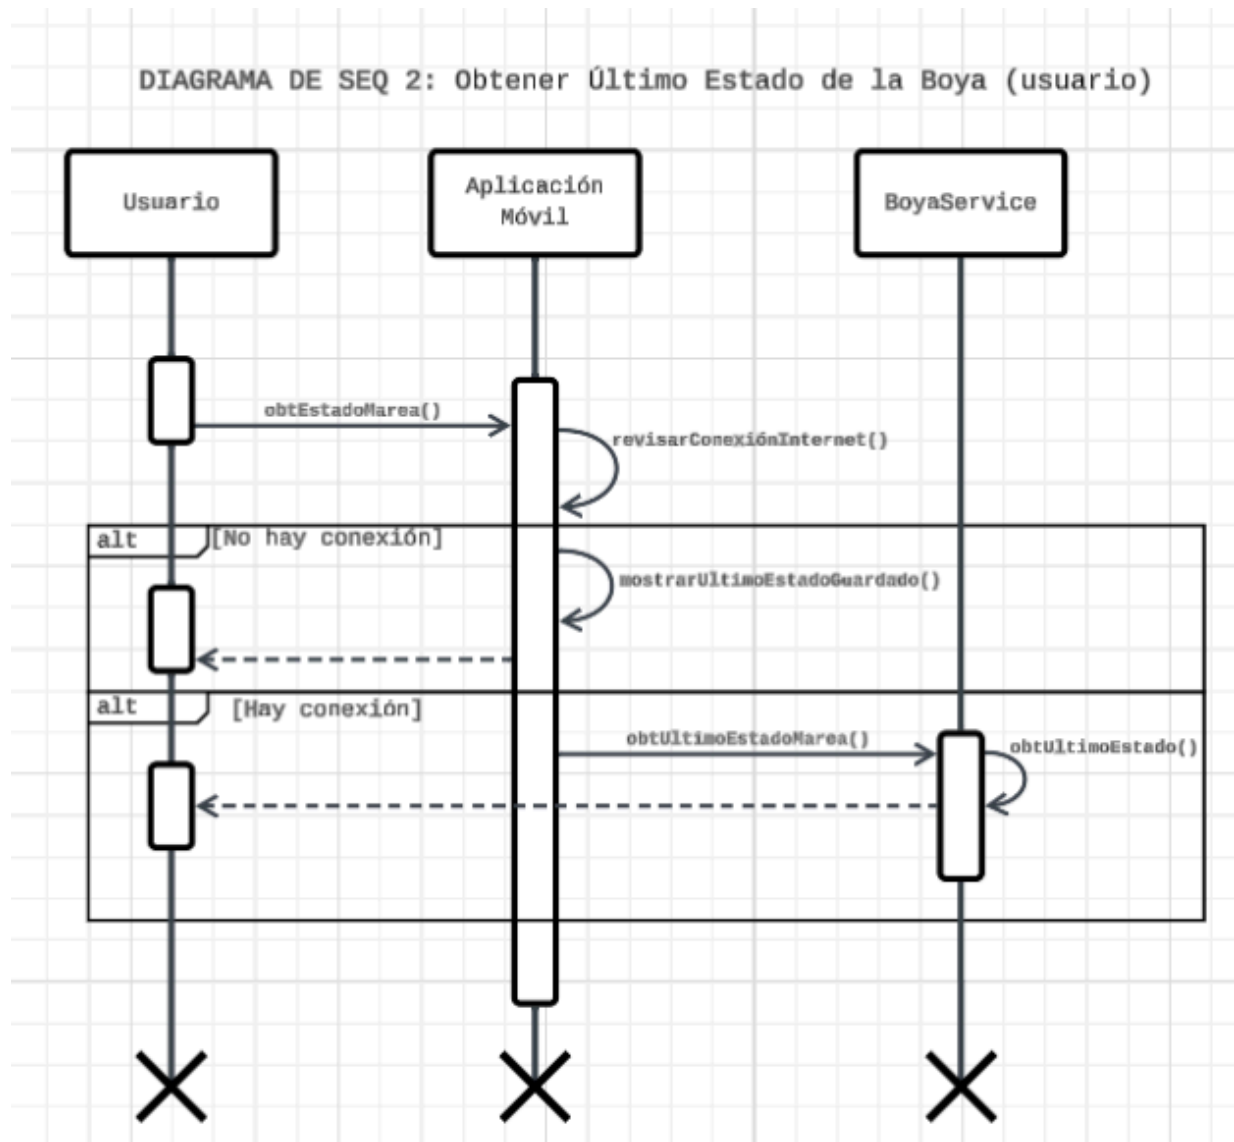 DIAGRAMA DE SEQ 2: Obtener Último Estado de la Boya (usuario)
Usuario
Aplicación
Móvil
BoyaService
obtEstadoMarea()
revisarConexiónInternet()
alt
[No hay conexión]
mostrarUltimoEstadoGuardado()
alt
[Hay conexión]
obtUltimoEstadoMarea()
obtUltimoEstado()